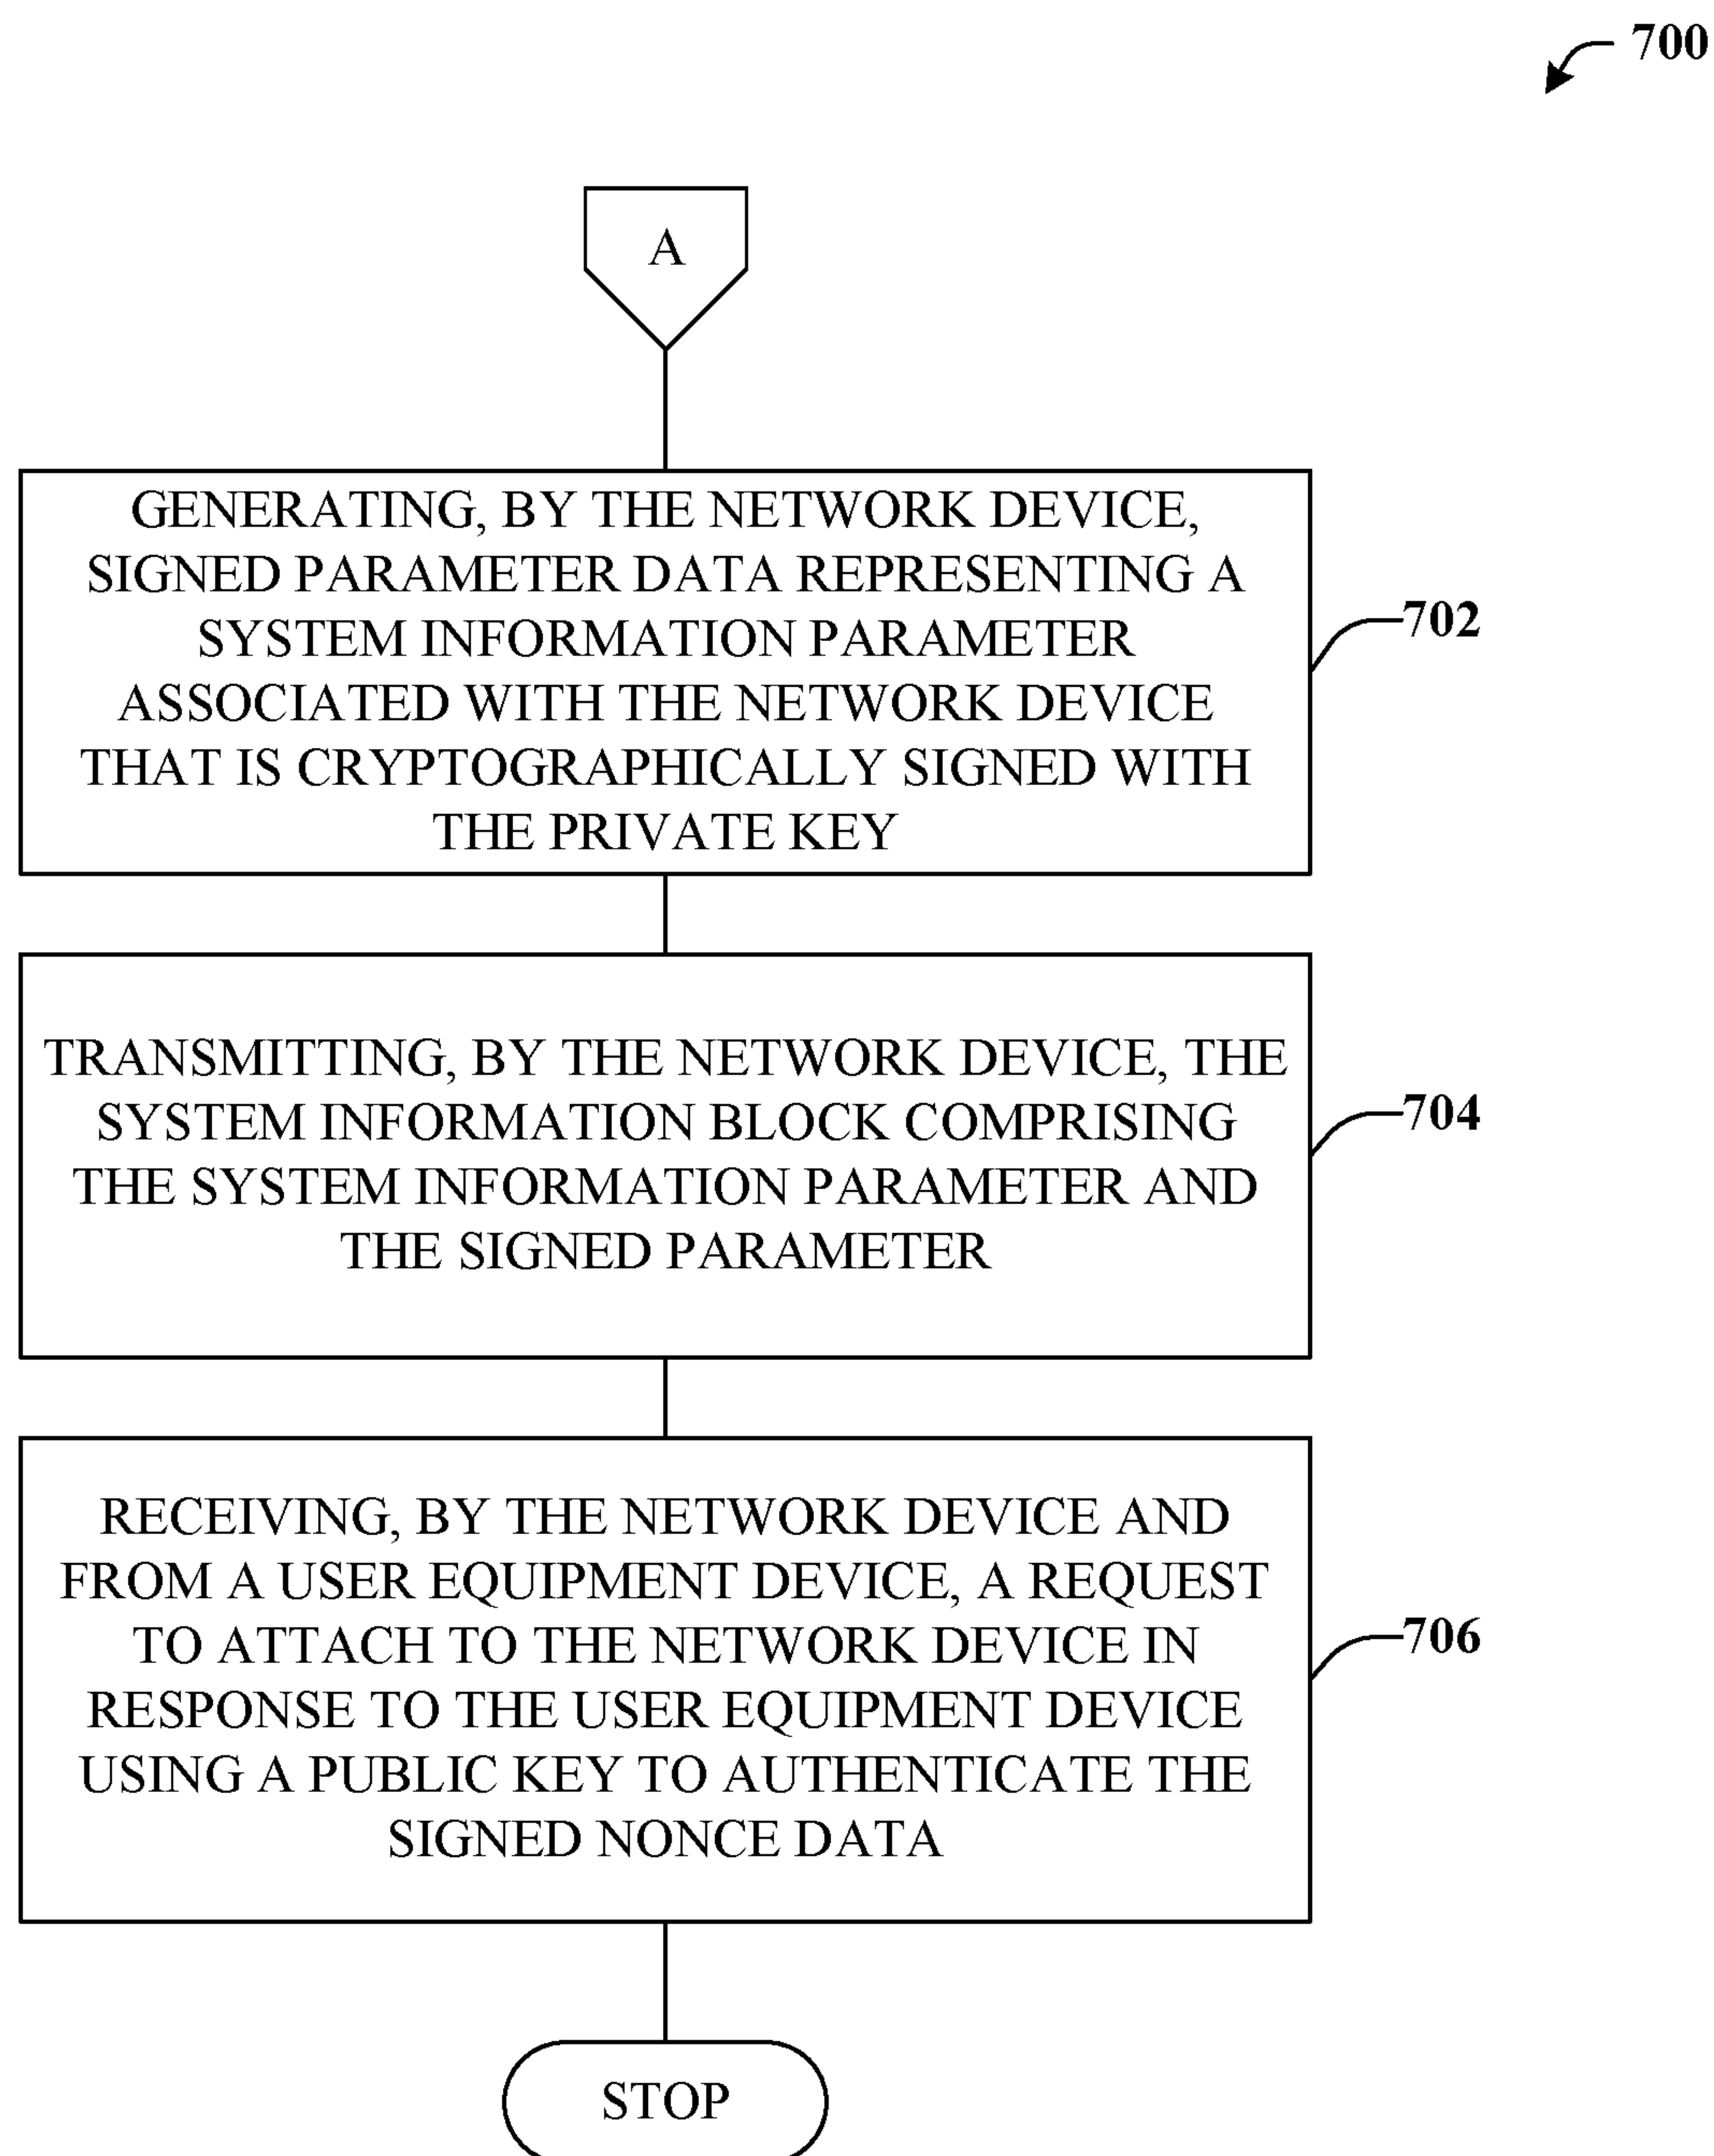 700
A
GENERATING, BY THE NETWORK DEVICE,
SIGNED PARAMETER DATA REPRESENTING A
SYSTEM INFORMATION PARAMETER
ASSOCIATED WITH THE NETWORK DEVICE
THAT IS CRYPTOGRAPHICALLY SIGNED WITH
THE PRIVATE KEY
702
TRANSMITTING, BY THE NETWORK DEVICE, THE
SYSTEM INFORMATION BLOCK COMPRISING
THE SYSTEM INFORMATION PARAMETER AND
THE SIGNED PARAMETER
704
RECEIVING, BY THE NETWORK DEVICE AND
FROM A USER EQUIPMENT DEVICE, A REQUEST
TO ATTACH TO THE NETWORK DEVICE IN
RESPONSE TO THE USER EQUIPMENT DEVICE
USING A PUBLIC KEY TO AUTHENTICATE THE
SIGNED NONCE DATA
706
STOP